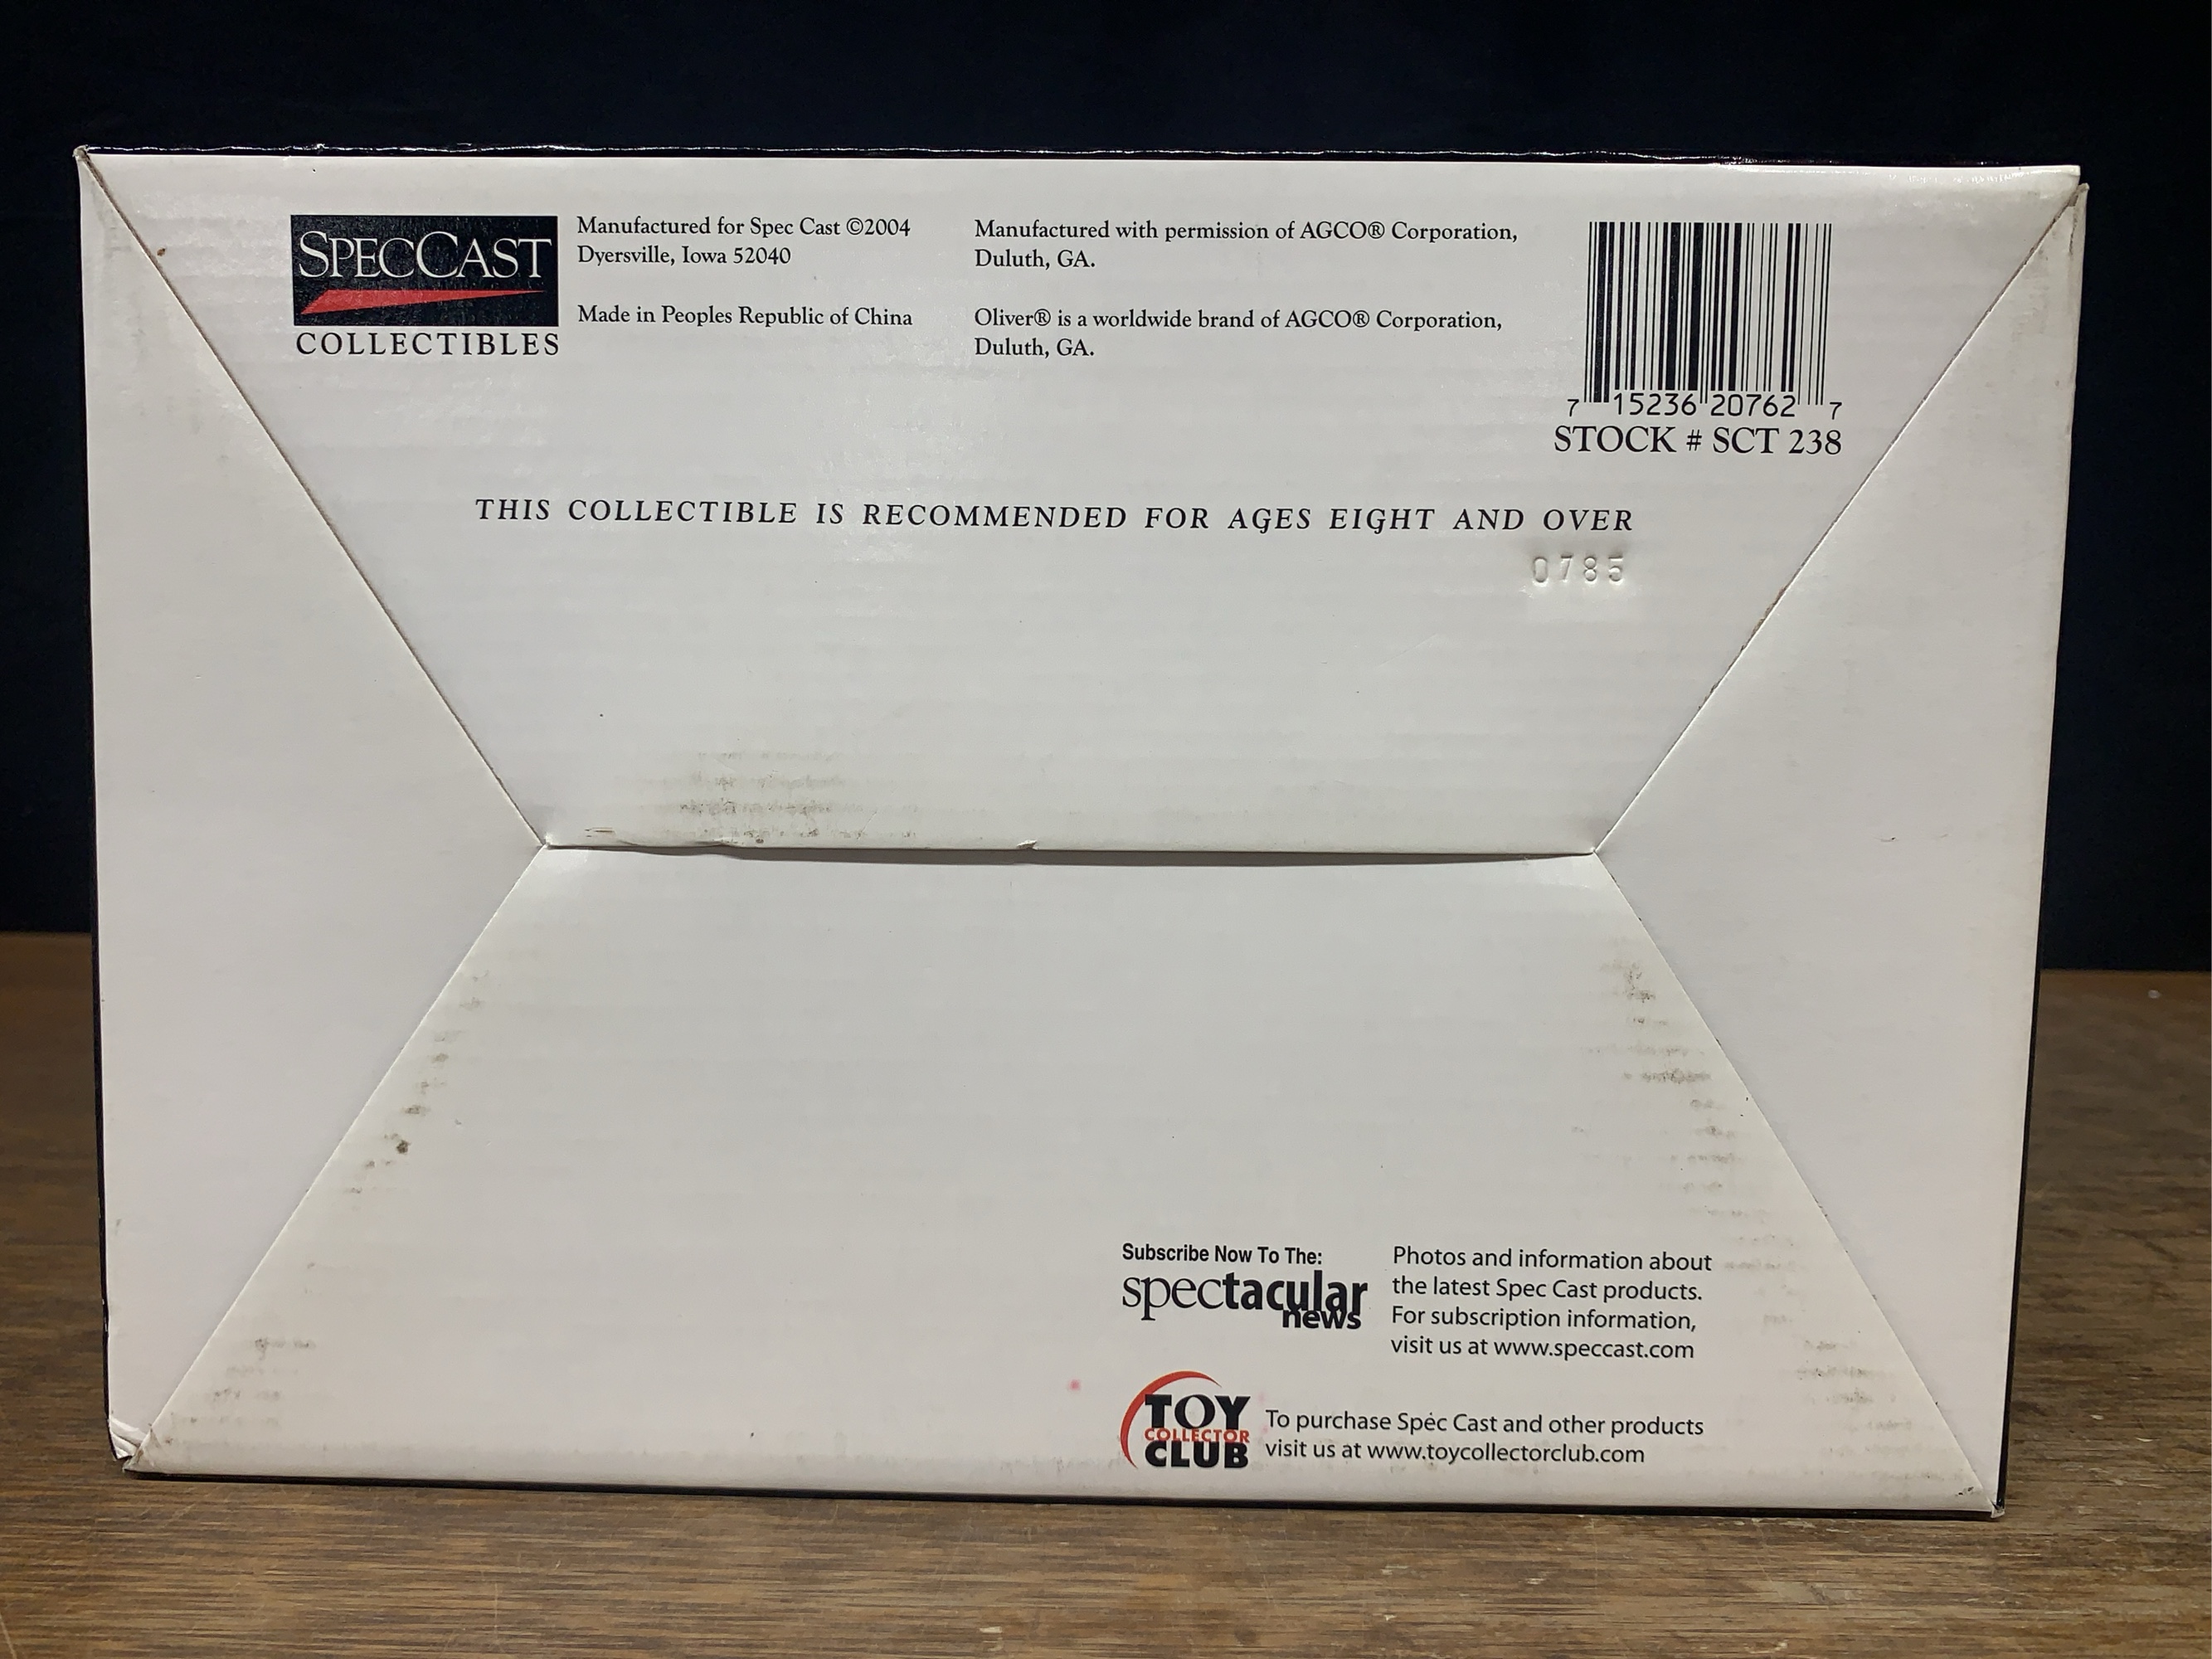 SPECCAST
COLLECTIBLES
Manufactured for Spec Cast ©2004
Dyersville, Iowa 52040
Made in Peoples Republic of China
Manufactured with permission of AGCO® Corporation,
Duluth, GA.
Oliver® is a worldwide brand of AGCO® Corporation,
Duluth, GA.
7 15236 20762 7
STOCK # SCT 238
THIS COLLECTIBLE IS RECOMMENDED FOR AGES EIGHT AND OVER
0785
Subscribe Now To The:
spectacular
news
Photos and information about
the latest Spec Cast products.
For subscription information,
visit us at www.speccast.com
TOY
COLLECTOR
CLUB
To purchase Spec Cast and other products
visit us at www.toycollectorclub.com